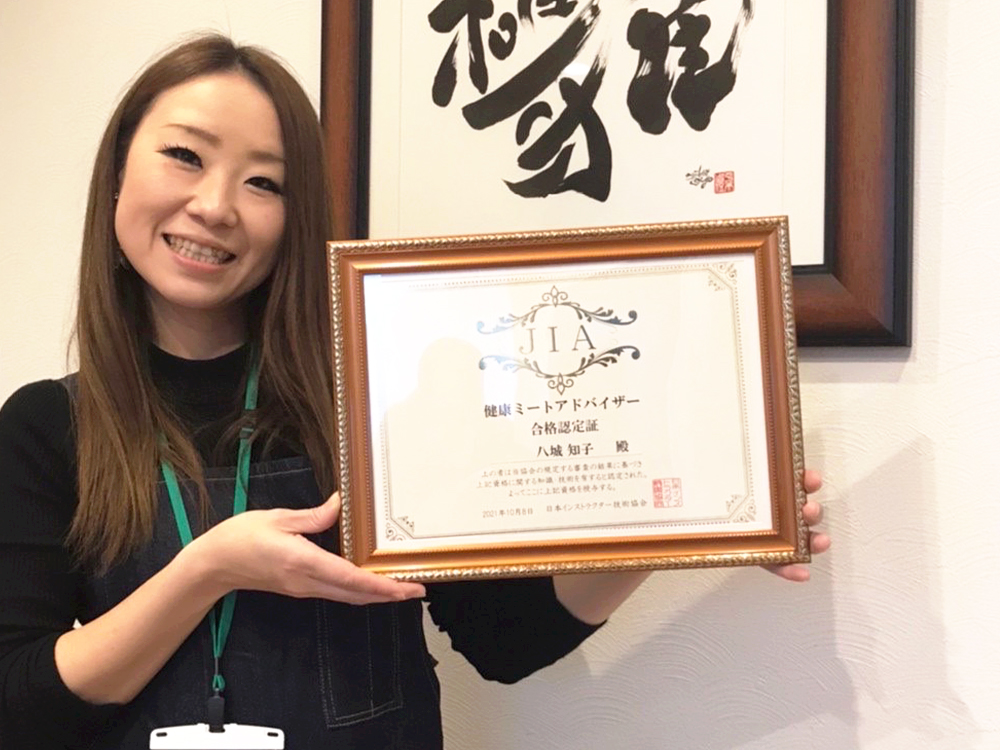 JIA
健康ミートアドバイザー
合格認定証
八城 知子 殿
上の者は当協会の規定する審査の結果に基づき
上記資格に関する知識・技術を有すると認定された。
よってここに上記資格を授与する。
2021年10月8日 日本インストラクター技術協会